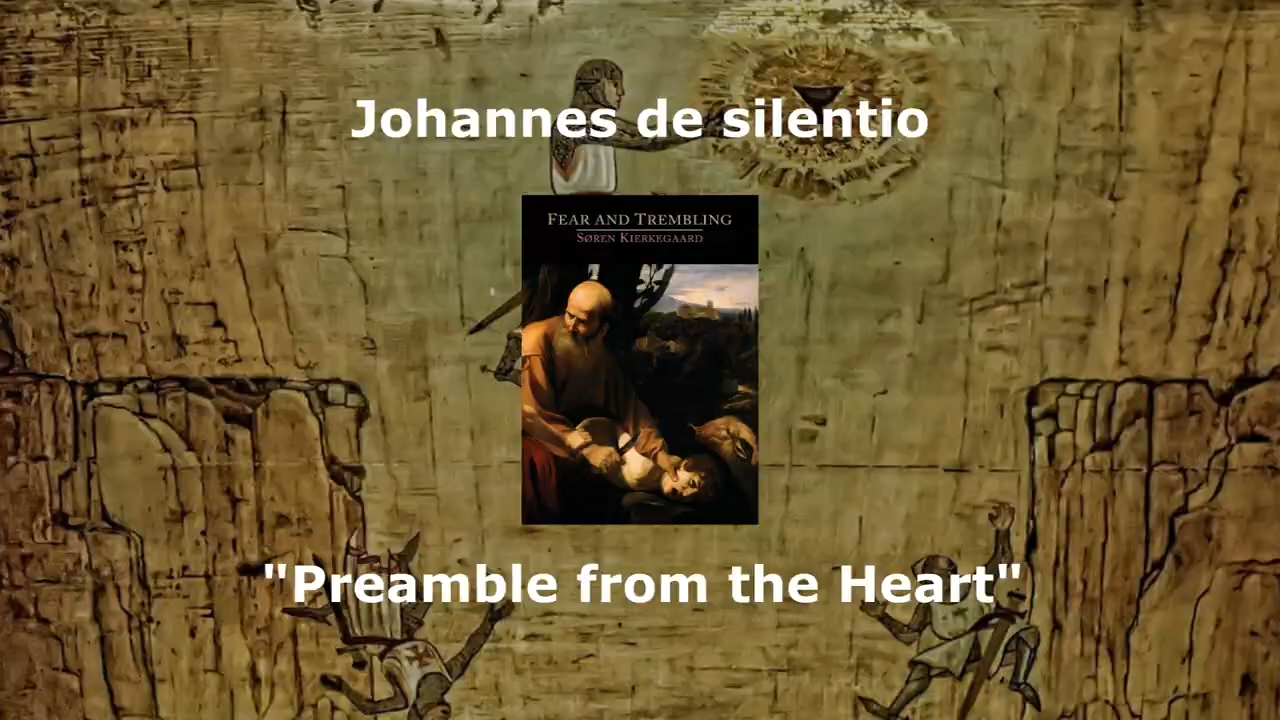 Johannes de silentio
FEAR AND TREMBLING
SØREN KIERKEGAARD
"Preamble from the Heart"